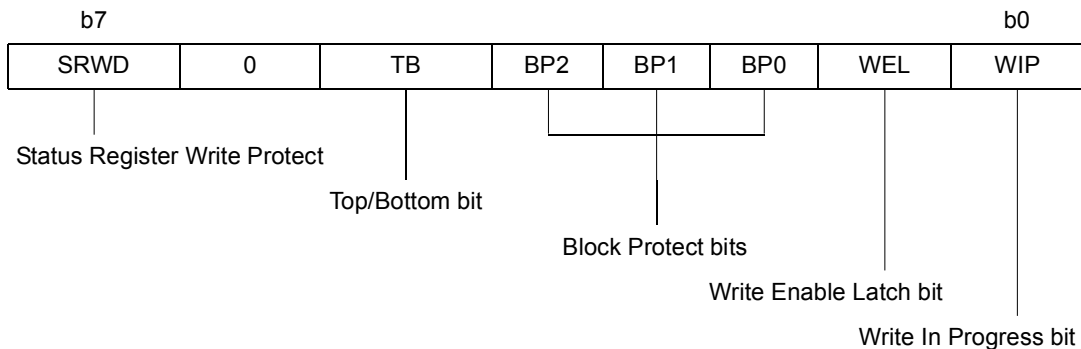 b7 b0
SRWD 0 TB BP2 BP1 BP0 WEL WIP
Status Register Write Protect
Top/Bottom bit
Block Protect bits
Write Enable Latch bit
Write In Progress bit